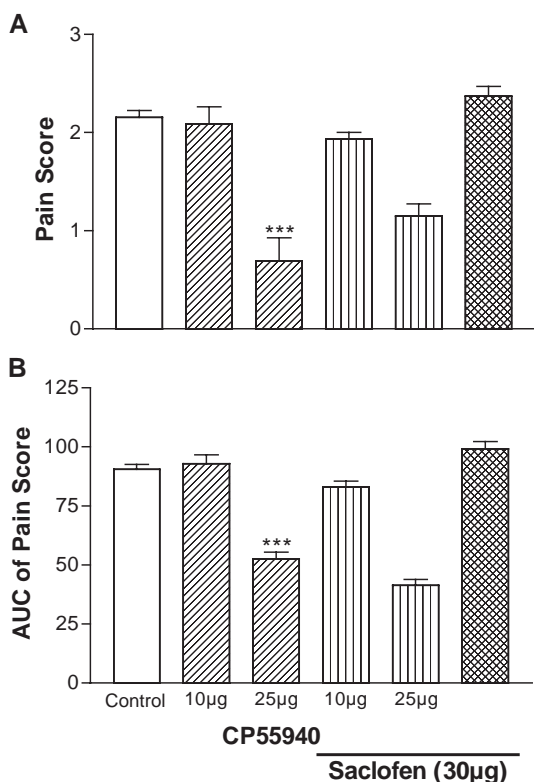 A
3
2
1
0
Pain Score
***
B
125
100
75
50
25
0
AUC of Pain Score
***
Control 10µg 25µg 10µg 25µg
CP55940
Saclofen (30µg)